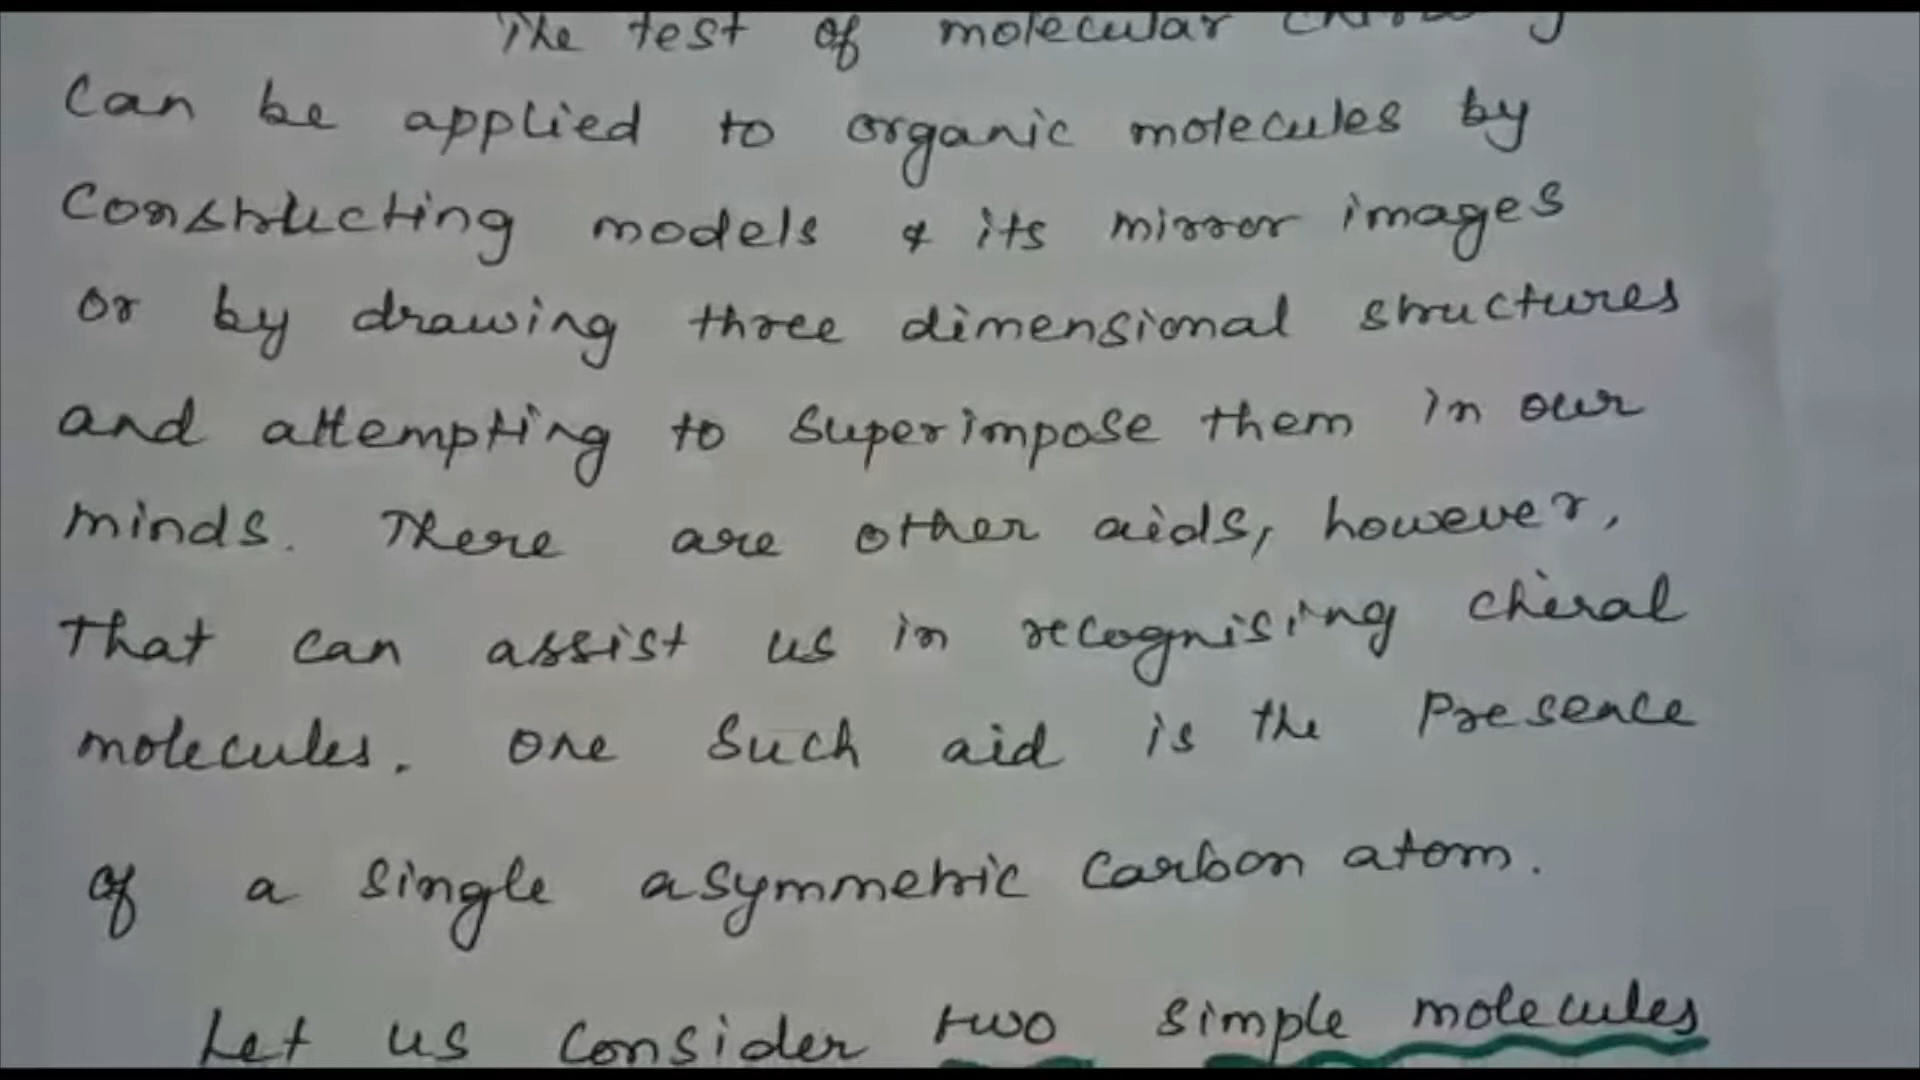 The test of molecular
Can be applied to organic molecules by
Constructing models & its mirror images
or by drawing three dimensional structures
and attempting to superimpose them in our
minds. There are other aids, however,
that can assist us in recognising chiral
molecules. One such aid is the presence
of a single asymmetric carbon atom.
Let us consider two simple molecules